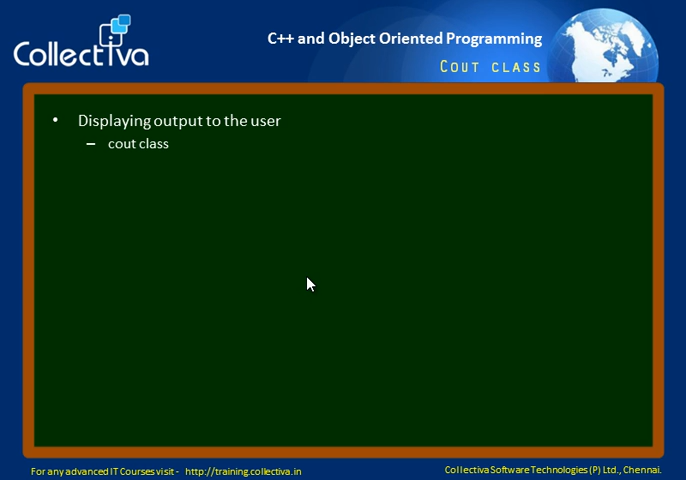 Collectiva
C++ and Object Oriented Programming
Cout class
• Displaying output to the user
– cout class
For any advanced IT Courses visit - http://training.collectiva.in
Collectiva Software Technologies (P) Ltd., Chennai.